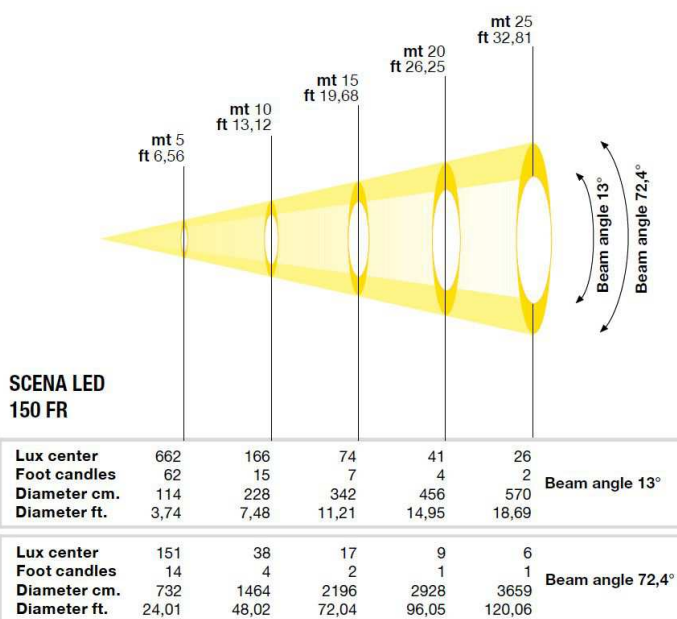 mt 25
ft 32,81
mt 20
ft 26,25
mt 15
ft 19,68
mt 10
ft 13,12
mt 5
ft 6,56
Beam angle 13°
Beam angle 72,4°
SCENA LED
150 FR
Lux center 662 166 74 41 26
Foot candles 62 15 7 4 2
Diameter cm. 114 228 342 456 570
Diameter ft. 3,74 7,48 11,21 14,95 18,69
Beam angle 13°
Lux center 151 38 17 9 6
Foot candles 14 4 2 1 1
Diameter cm. 732 1464 2196 2928 3659
Diameter ft. 24,01 48,02 72,04 96,05 120,06
Beam angle 72,4°